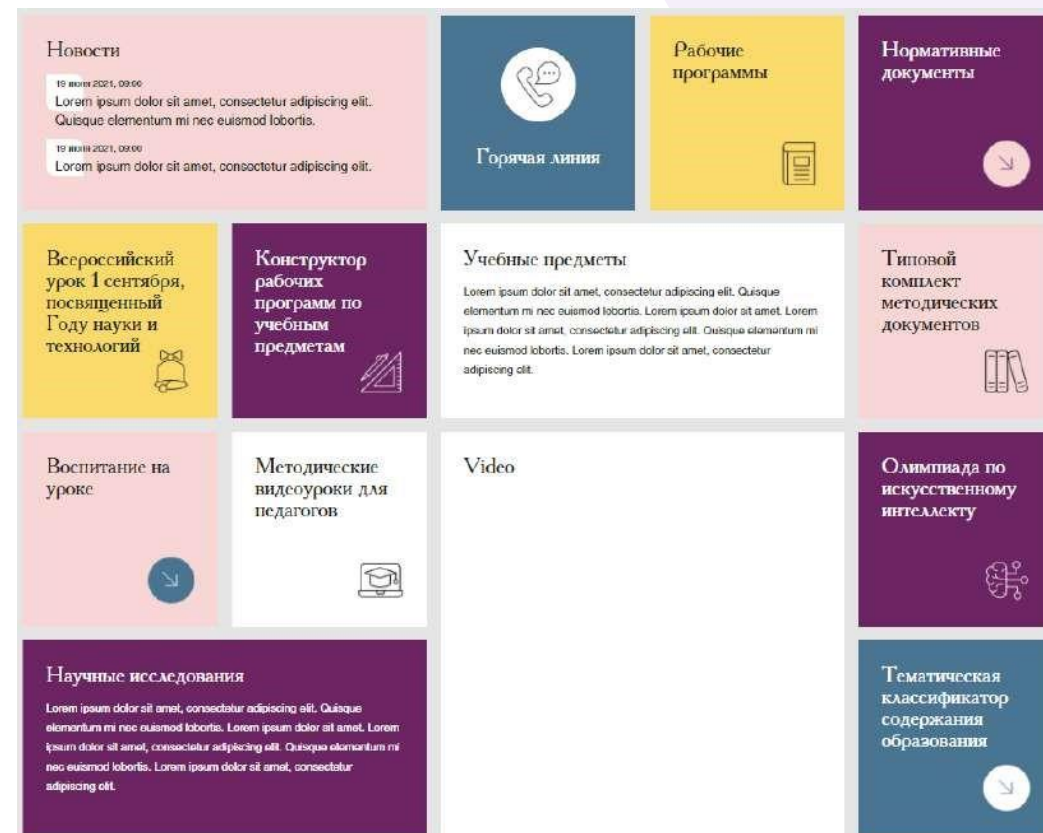 Новости
19 июля 2021, 09:00
Lorem ipsum dolor sit amet, consectetur adipiscing elit.
Quisque elementum mi nec euismod lobortis.
19 июля 2021, 09:00
Lorem ipsum dolor sit amet, consectetur adipiscing elit.
Горячая линия
Рабочие
программы
Нормативные
документы
Всероссийский
урок 1 сентября,
посвященный
Году науки и
технологий
Конструктор
рабочих
программ по
учебным
предметам
Учебные предметы
Lorem ipsum dolor sit amet, consectetur adipiscing elit. Quisque
elementum mi nec euismod lobortis. Lorem ipsum dolor sit amet. Lorem
ipsum dolor sit amet, consectetur adipiscing elit. Quisque elementum mi
nec euismod lobortis. Lorem ipsum dolor sit amet, consectetur
adipiscing elit.
Типовой
комплект
методических
документов
Воспитание на
уроке
Методические
видеоуроки для
педагогов
Video
Олимпиада по
искусственному
интеллекту
Научные исследования
Lorem ipsum dolor sit amet, consectetur adipiscing elit. Quisque
elementum mi nec euismod lobortis. Lorem ipsum dolor sit amet. Lorem
ipsum dolor sit amet, consectetur adipiscing elit. Quisque elementum mi
nec euismod lobortis. Lorem ipsum dolor sit amet, consectetur
adipiscing elit.
Тематическая
классификатор
содержания
образования